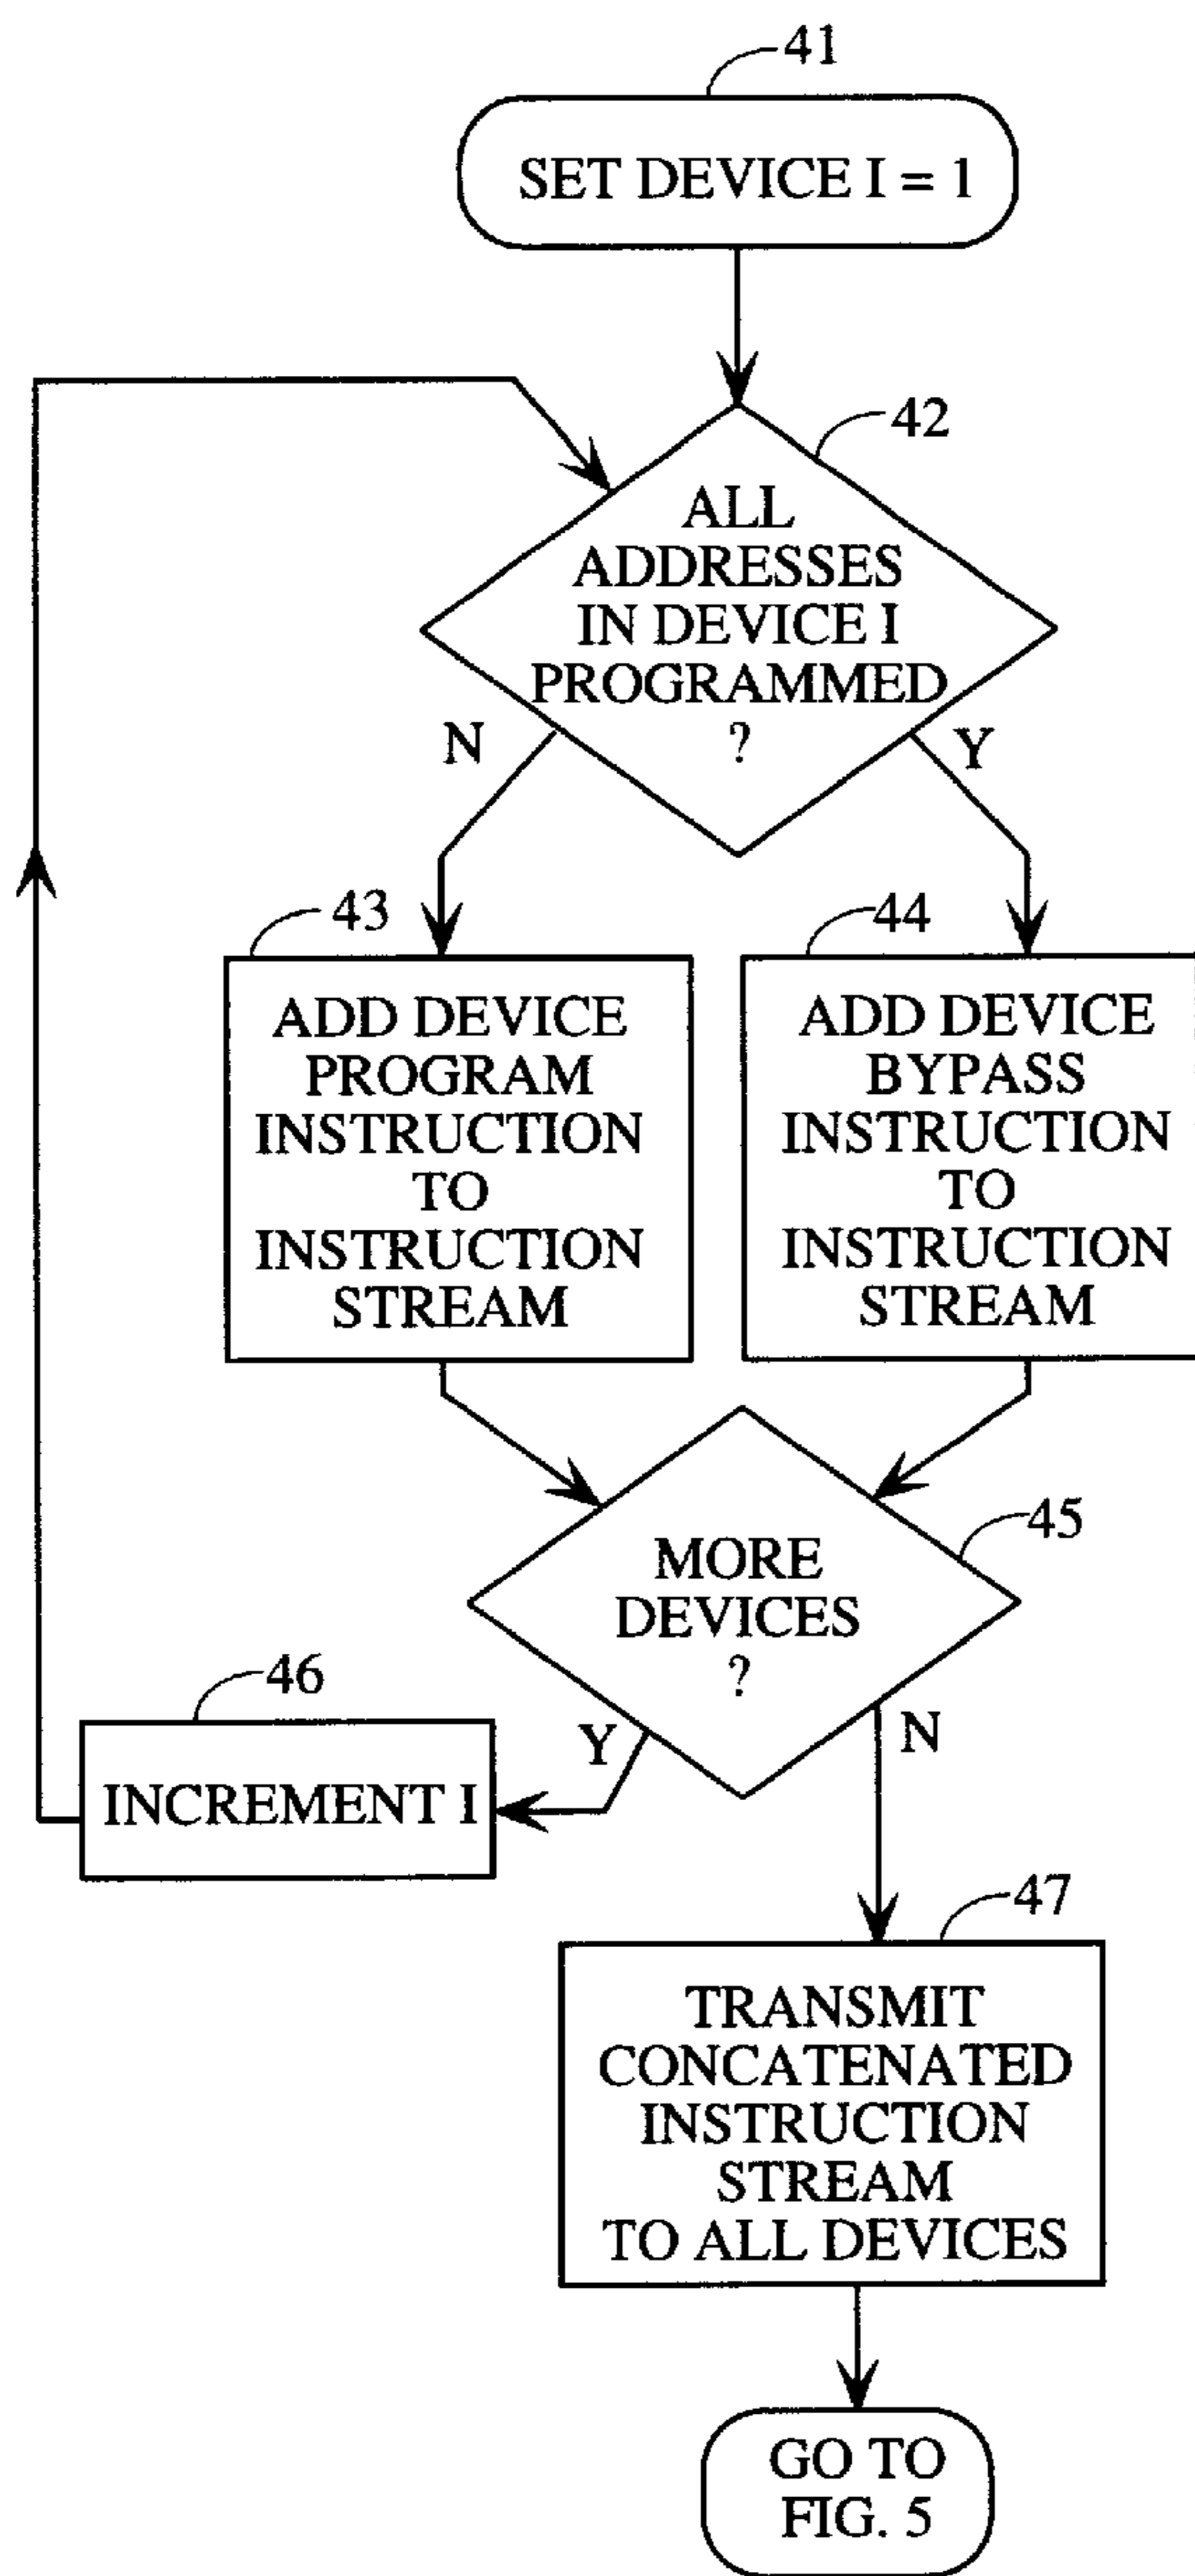 41
SET DEVICE I = 1
42
ALL
ADDRESSES
IN DEVICE I
PROGRAMMED
?
N
Y
43
ADD DEVICE
PROGRAM
INSTRUCTION
TO
INSTRUCTION
STREAM
44
ADD DEVICE
BYPASS
INSTRUCTION
TO
INSTRUCTION
STREAM
45
MORE
DEVICES
?
Y
N
46
INCREMENT I
47
TRANSMIT
CONCATENATED
INSTRUCTION
STREAM
TO ALL DEVICES
GO TO
FIG. 5